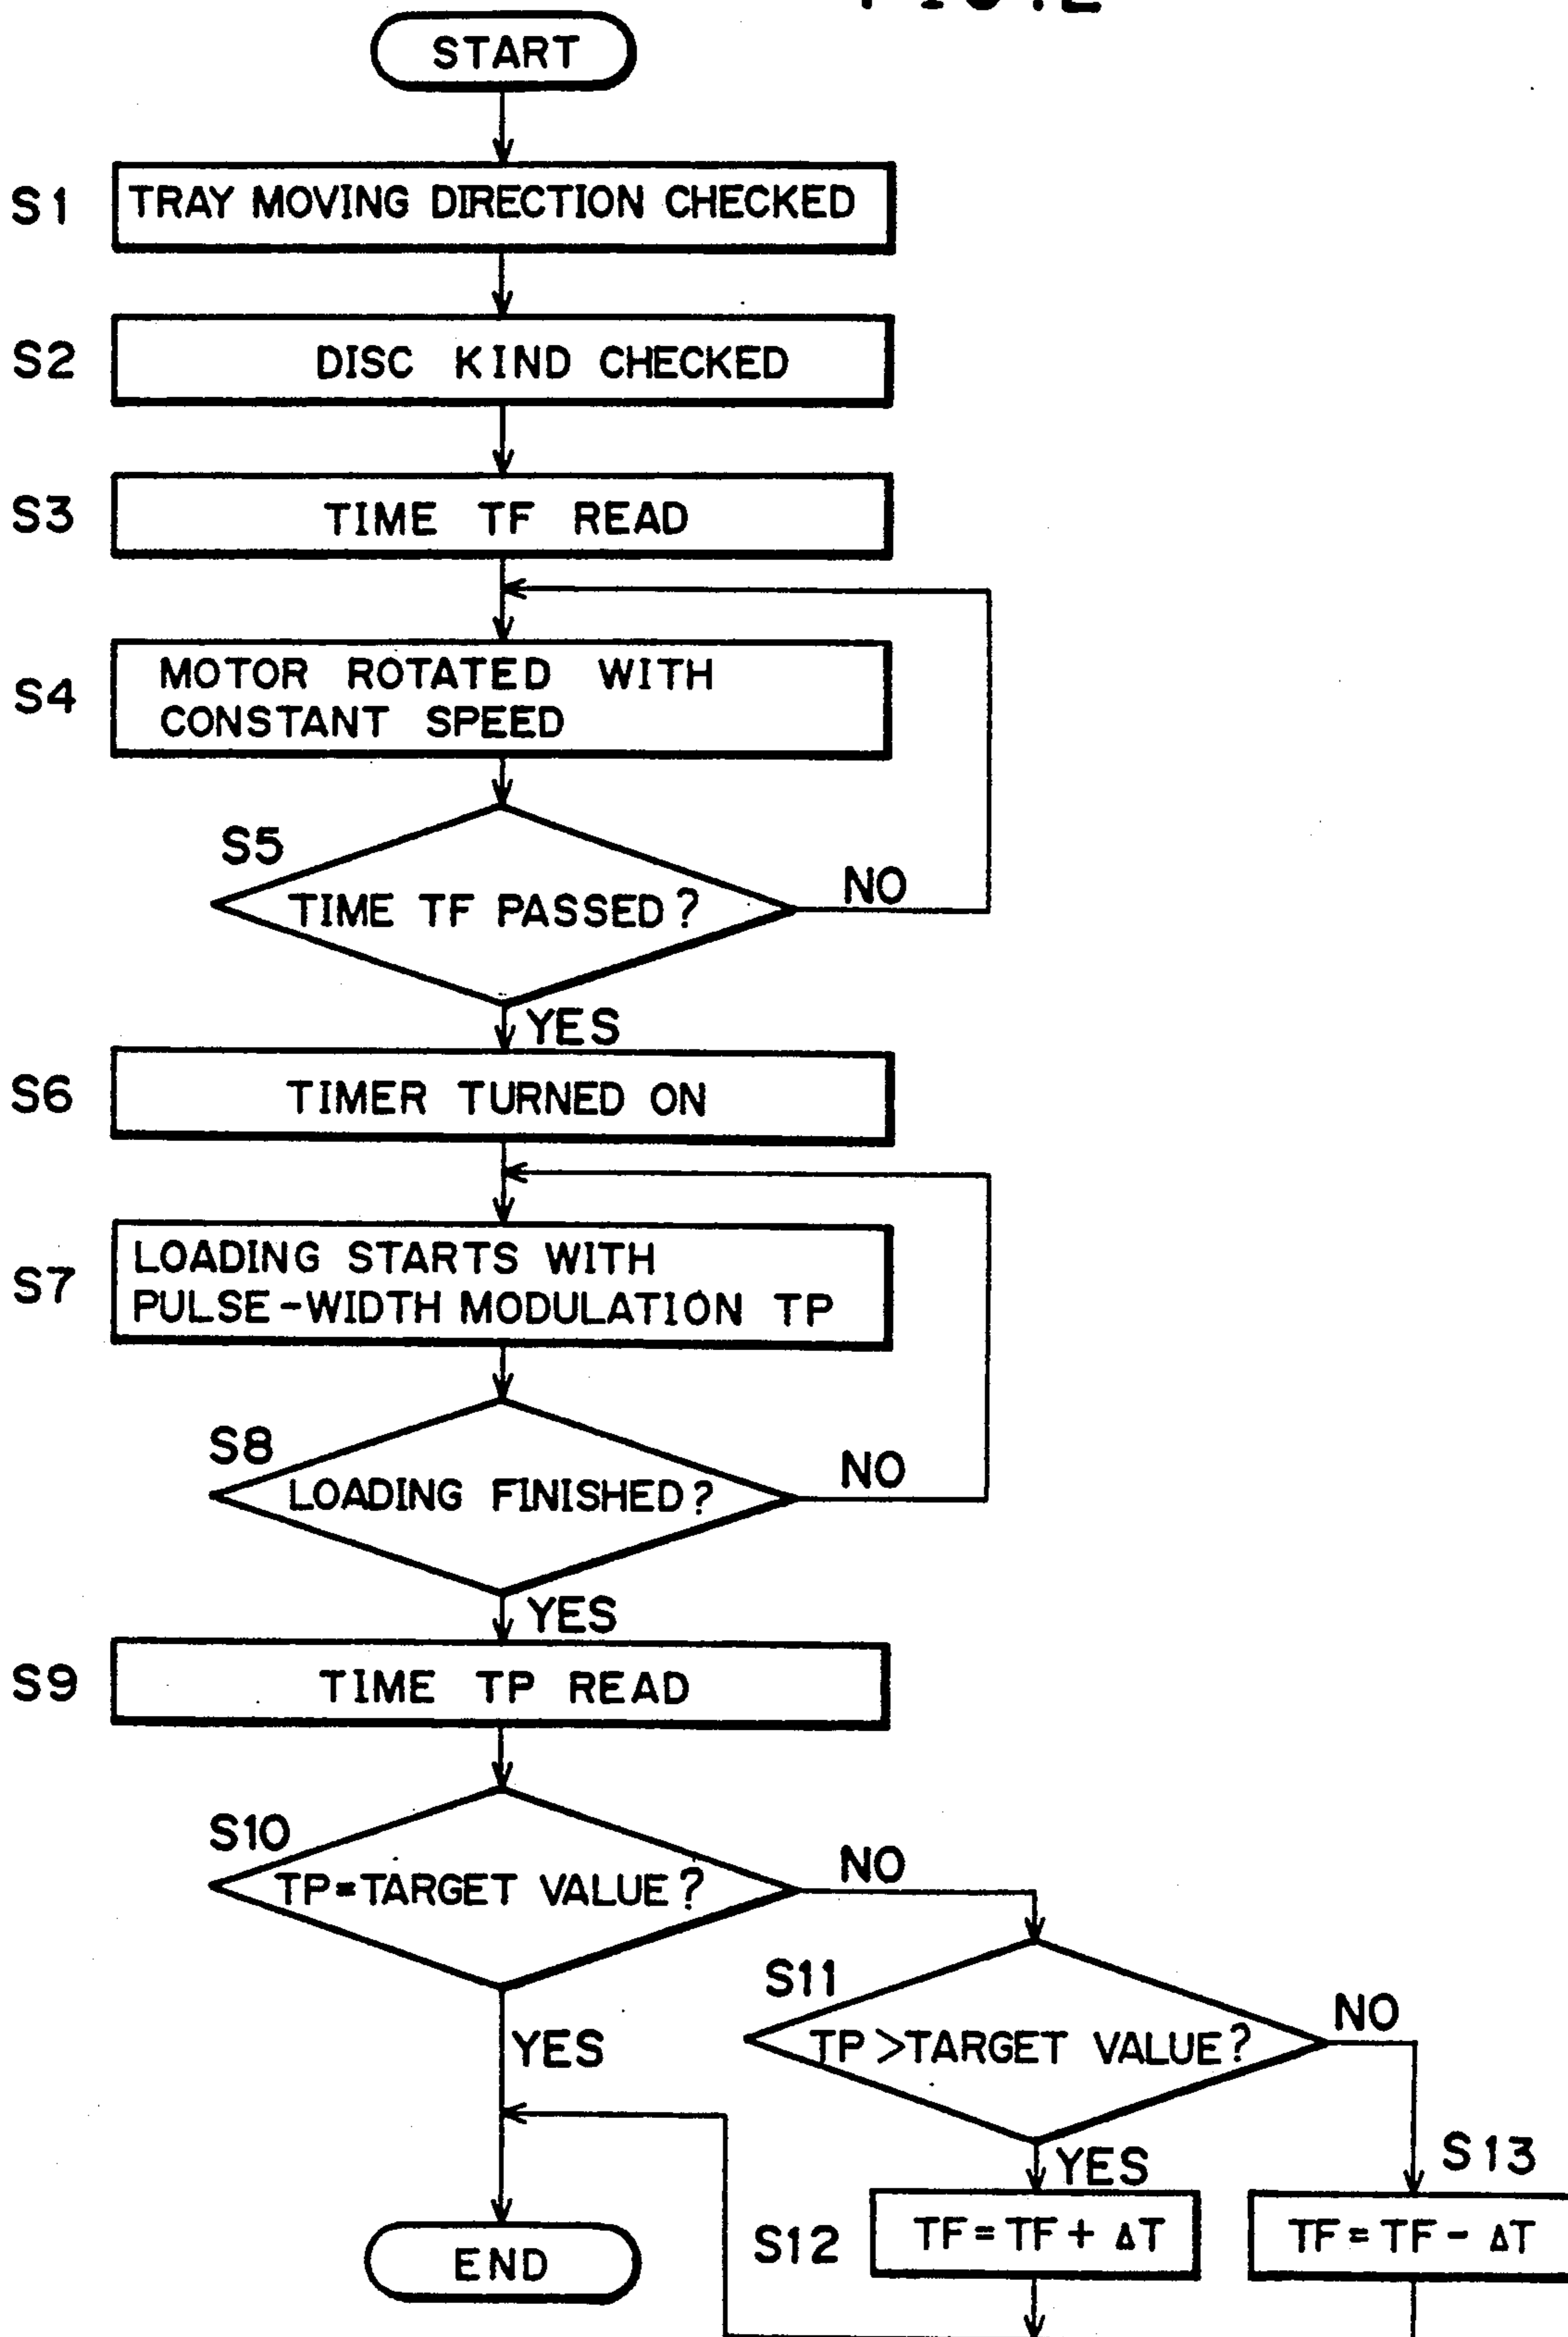 START
S1 TRAY MOVING DIRECTION CHECKED
S2 DISC KIND CHECKED
S3 TIME TF READ
S4 MOTOR ROTATED WITH
CONSTANT SPEED
S5
TIME TF PASSED?
NO
YES
S6 TIMER TURNED ON
S7 LOADING STARTS WITH
PULSE-WIDTH MODULATION TP
S8
LOADING FINISHED?
NO
YES
S9 TIME TP READ
S10
TP=TARGET VALUE?
NO
YES
S11
TP>TARGET VALUE?
NO
YES
S12 TF=TF+ΔT
S13
TF=TF-ΔT
END